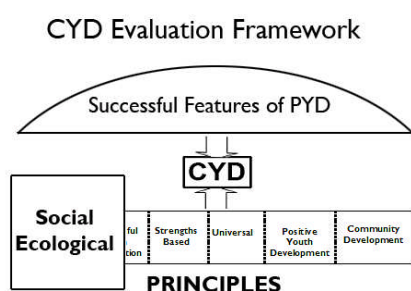 CYD Evaluation Framework
Successful Features of PYD
CYD
Social
Ecological
Strengths
Based
Universal
Positive
Youth
Development
Community
Development
PRINCIPLES